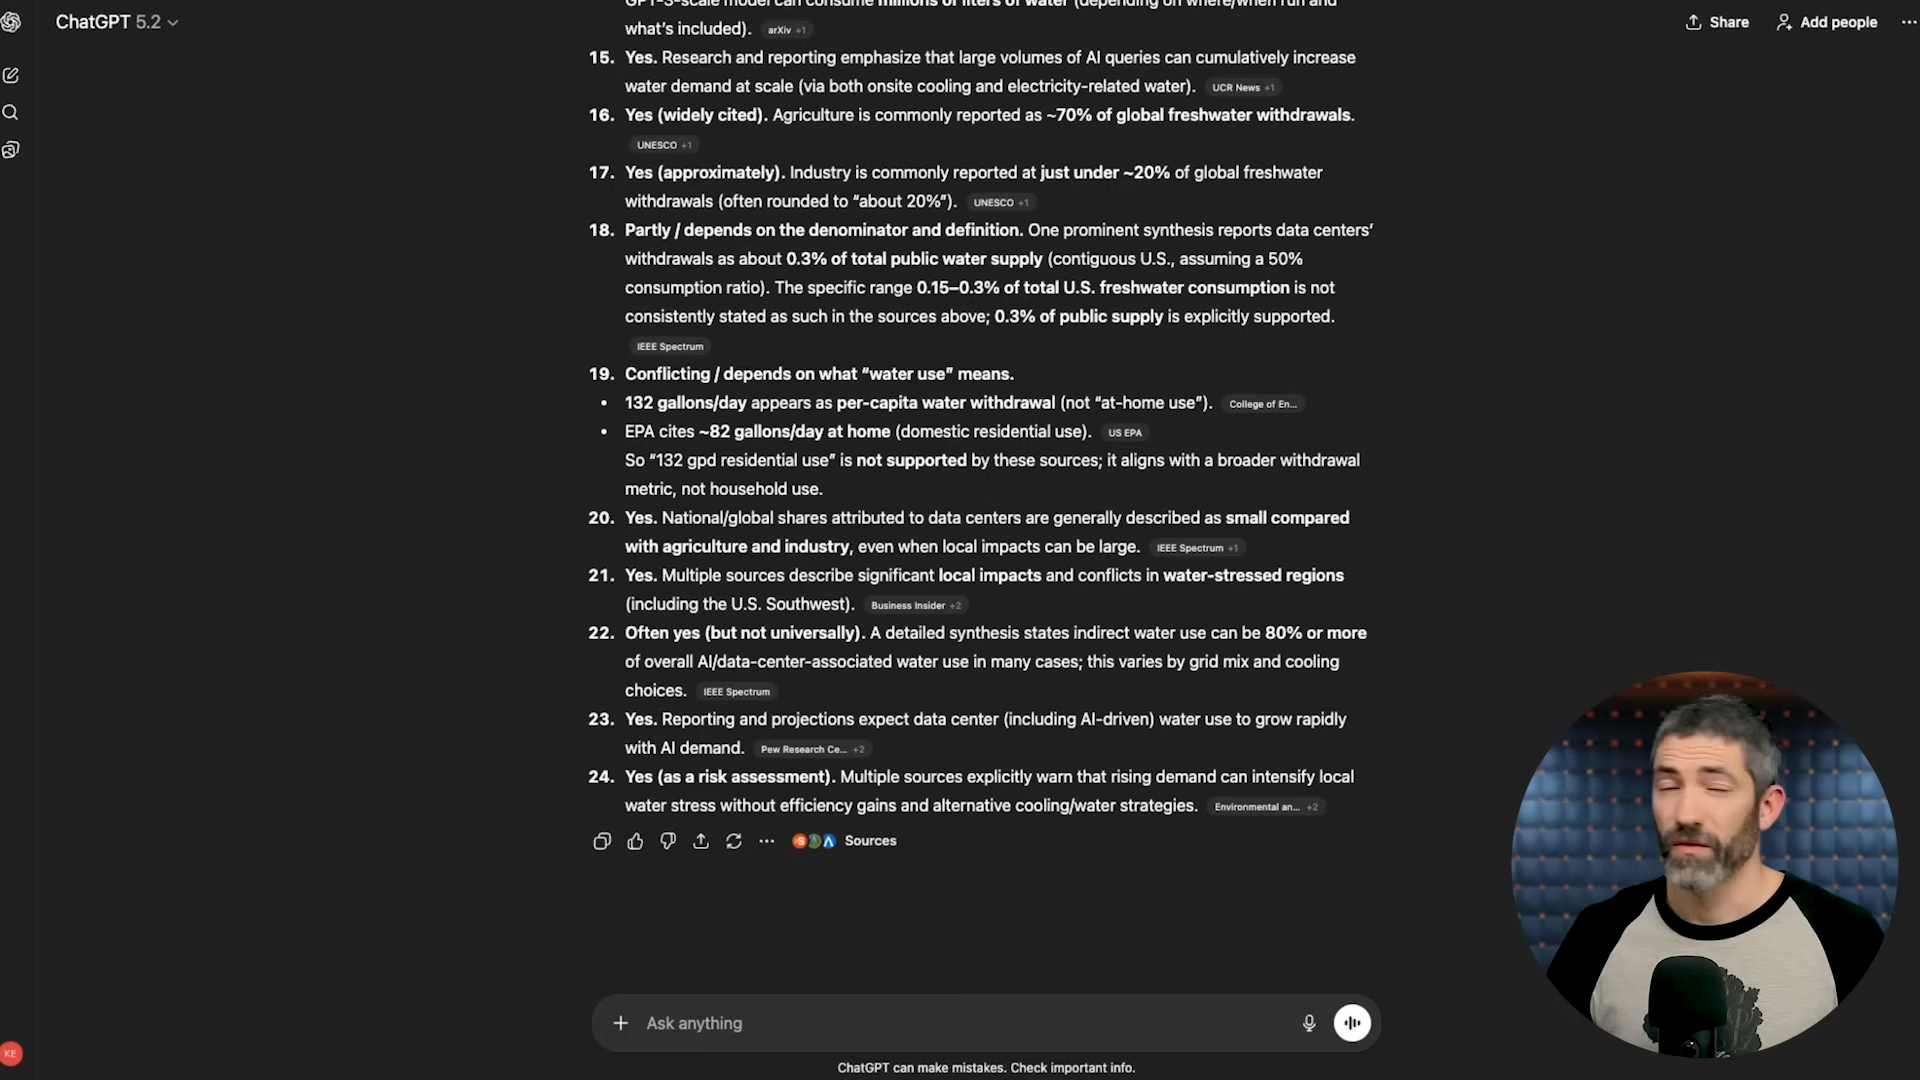 ChatGPT 5.2
Share
Add people
GPT-3-scale model can consume millions of liters of water (depending on where/when run and
what's included). arXiv +1
15. Yes. Research and reporting emphasize that large volumes of AI queries can cumulatively increase
water demand at scale (via both onsite cooling and electricity-related water). UCR News +1
16. Yes (widely cited). Agriculture is commonly reported as ~70% of global freshwater withdrawals.
UNESCO +1
17. Yes (approximately). Industry is commonly reported at just under ~20% of global freshwater
withdrawals (often rounded to “about 20%”). UNESCO +1
18. Partly / depends on the denominator and definition. One prominent synthesis reports data centers’
withdrawals as about 0.3% of total public water supply (contiguous U.S., assuming a 50%
consumption ratio). The specific range 0.15–0.3% of total U.S. freshwater consumption is not
consistently stated as such in the sources above; 0.3% of public supply is explicitly supported.
IEEE Spectrum
19. Conflicting / depends on what “water use” means.
• 132 gallons/day appears as per-capita water withdrawal (not “at-home use”). College of En...
• EPA cites ~82 gallons/day at home (domestic residential use). US EPA
So “132 gpd residential use” is not supported by these sources; it aligns with a broader withdrawal
metric, not household use.
20. Yes. National/global shares attributed to data centers are generally described as small compared
with agriculture and industry, even when local impacts can be large. IEEE Spectrum +1
21. Yes. Multiple sources describe significant local impacts and conflicts in water-stressed regions
(including the U.S. Southwest). Business Insider +2
22. Often yes (but not universally). A detailed synthesis states indirect water use can be 80% or more
of overall AI/data-center-associated water use in many cases; this varies by grid mix and cooling
choices. IEEE Spectrum
23. Yes. Reporting and projections expect data center (including AI-driven) water use to grow rapidly
with AI demand. Pew Research Ce... +2
24. Yes (as a risk assessment). Multiple sources explicitly warn that rising demand can intensify local
water stress without efficiency gains and alternative cooling/water strategies. Environmental an... +2
Sources
Ask anything
KE
ChatGPT can make mistakes. Check important info.